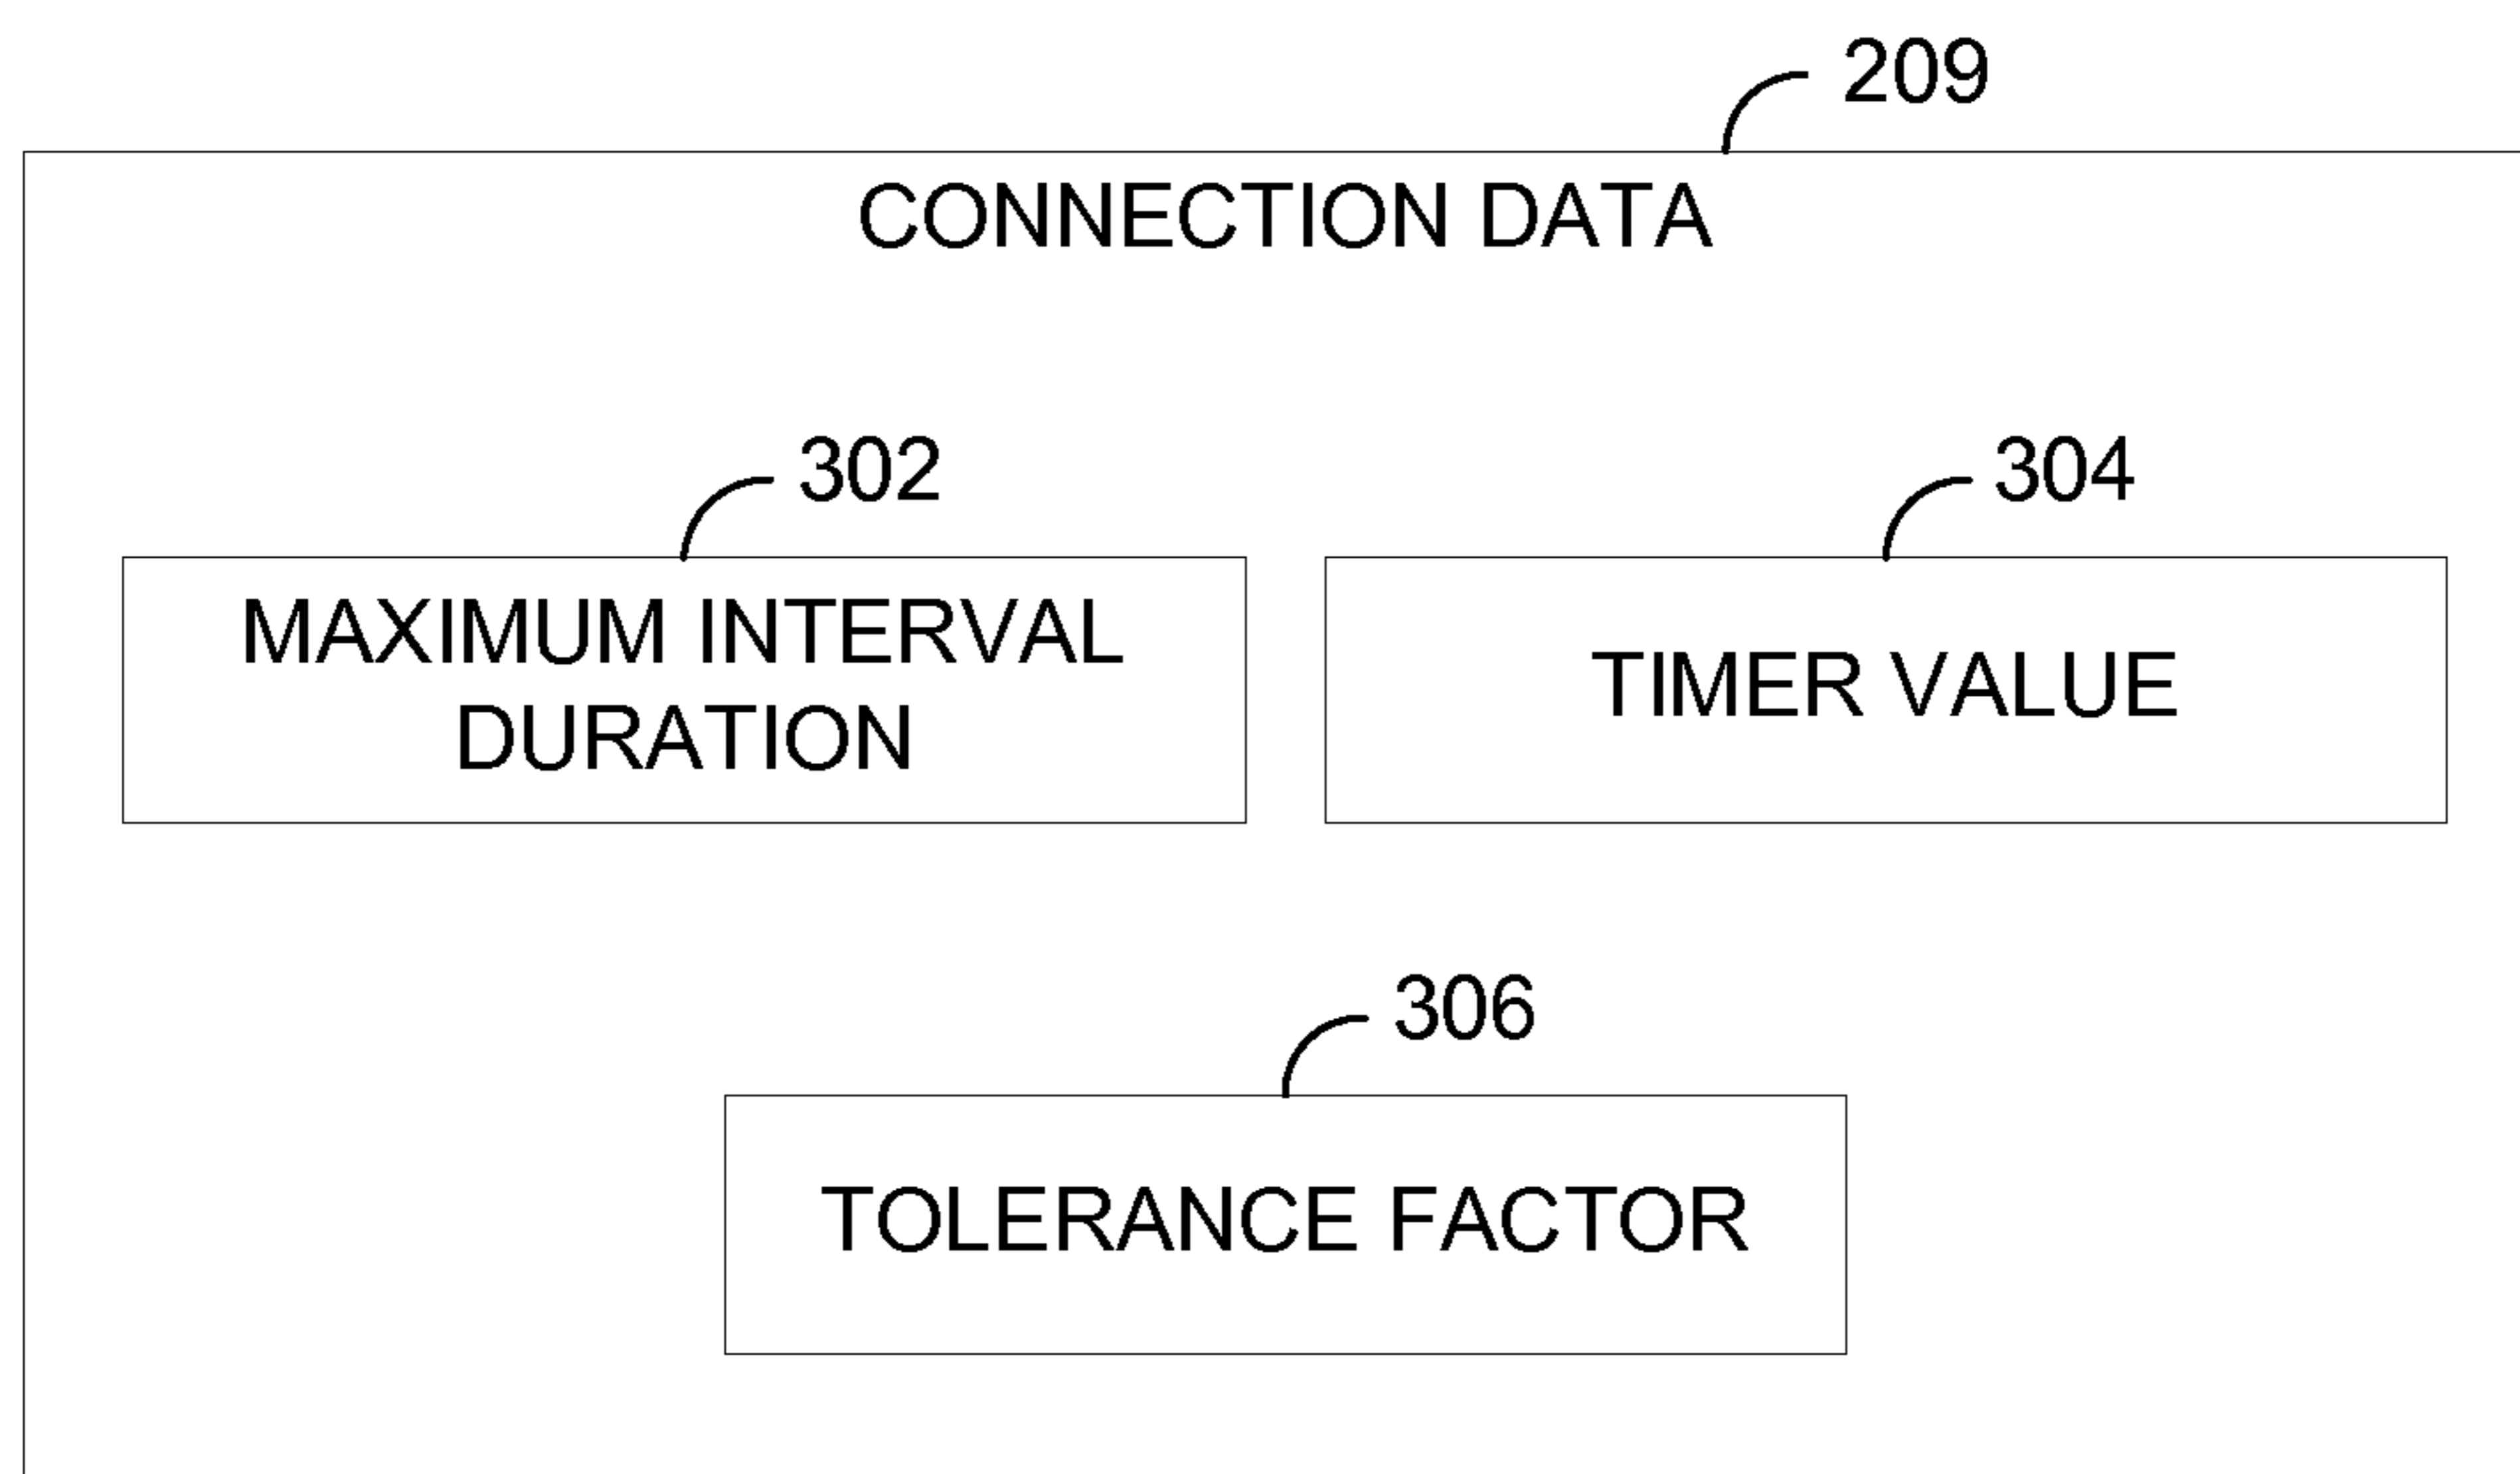 209
CONNECTION DATA
302
304
MAXIMUM INTERVAL
DURATION
TIMER VALUE
306
TOLERANCE FACTOR